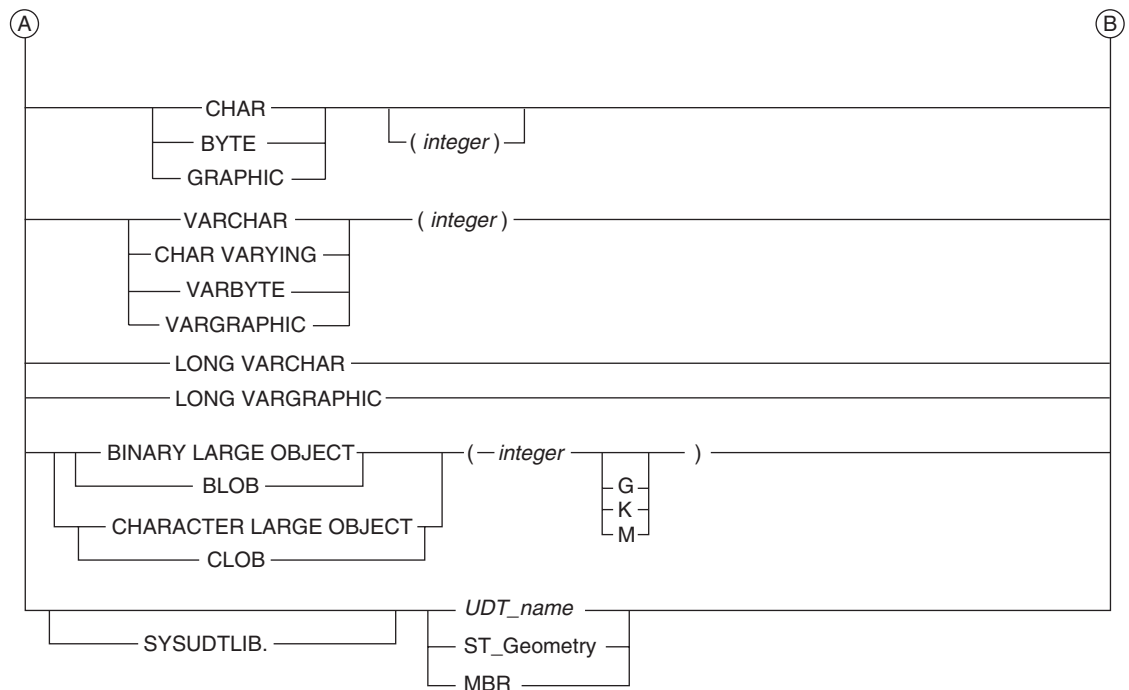 A B
CHAR
BYTE ( integer )
GRAPHIC
VARCHAR ( integer )
CHAR VARYING
VARBYTE
VARGRAPHIC
LONG VARCHAR
LONG VARGRAPHIC
BINARY LARGE OBJECT ( integer )
BLOB G
K
CHARACTER LARGE OBJECT M
CLOB
UDT_name
SYSUDTLIB. ST_Geometry
MBR